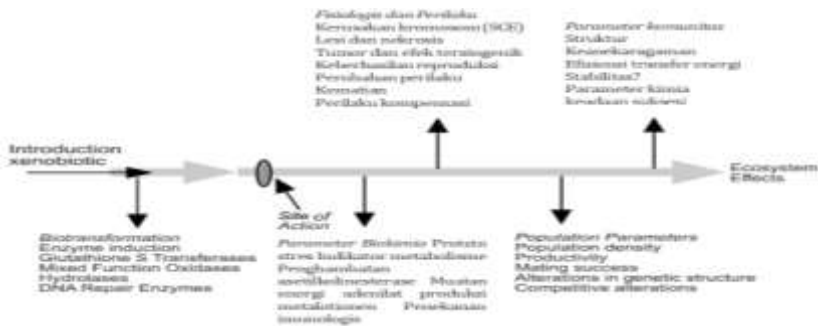 Fisiologis dan Perilaku
Kerusakan kromosom (SCE)
Lesi dan nekrosis
Tumor dan efek teratogenik
Keberhasilan reproduksi
Perubahan perilaku
Kematian
Perilaku kompensasi
Parameter komunitas
Struktur
Keanekaragaman
Efisiensi transfer energi
Stabilitas?
Parameter kimia
keadaan suksesi
Introduction
xenobiotic
Ecosystem
Effects
Site of
Action
Biotransformation
Enzyme induction
Glutathione S Transferases
Mixed Function Oxidases
Hydrolases
DNA Repair Enzymes
Parameter Biokimia Protein
stres Indikator metabolisme
Penghambatan
asetilkolinesterase Muatan
energi adenilat produksi
metalotionen Penekanan
imunologis
Population Parameters
Population density
Productivity
Mating success
Alterations in genetic structure
Competitive alterations